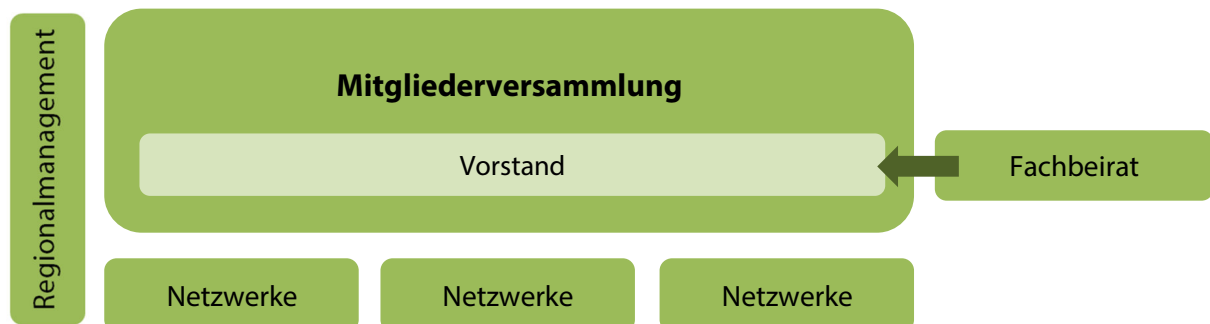 Regionalmanagement
Mitgliederversammlung
Vorstand
Fachbeirat
Netzwerke
Netzwerke
Netzwerke